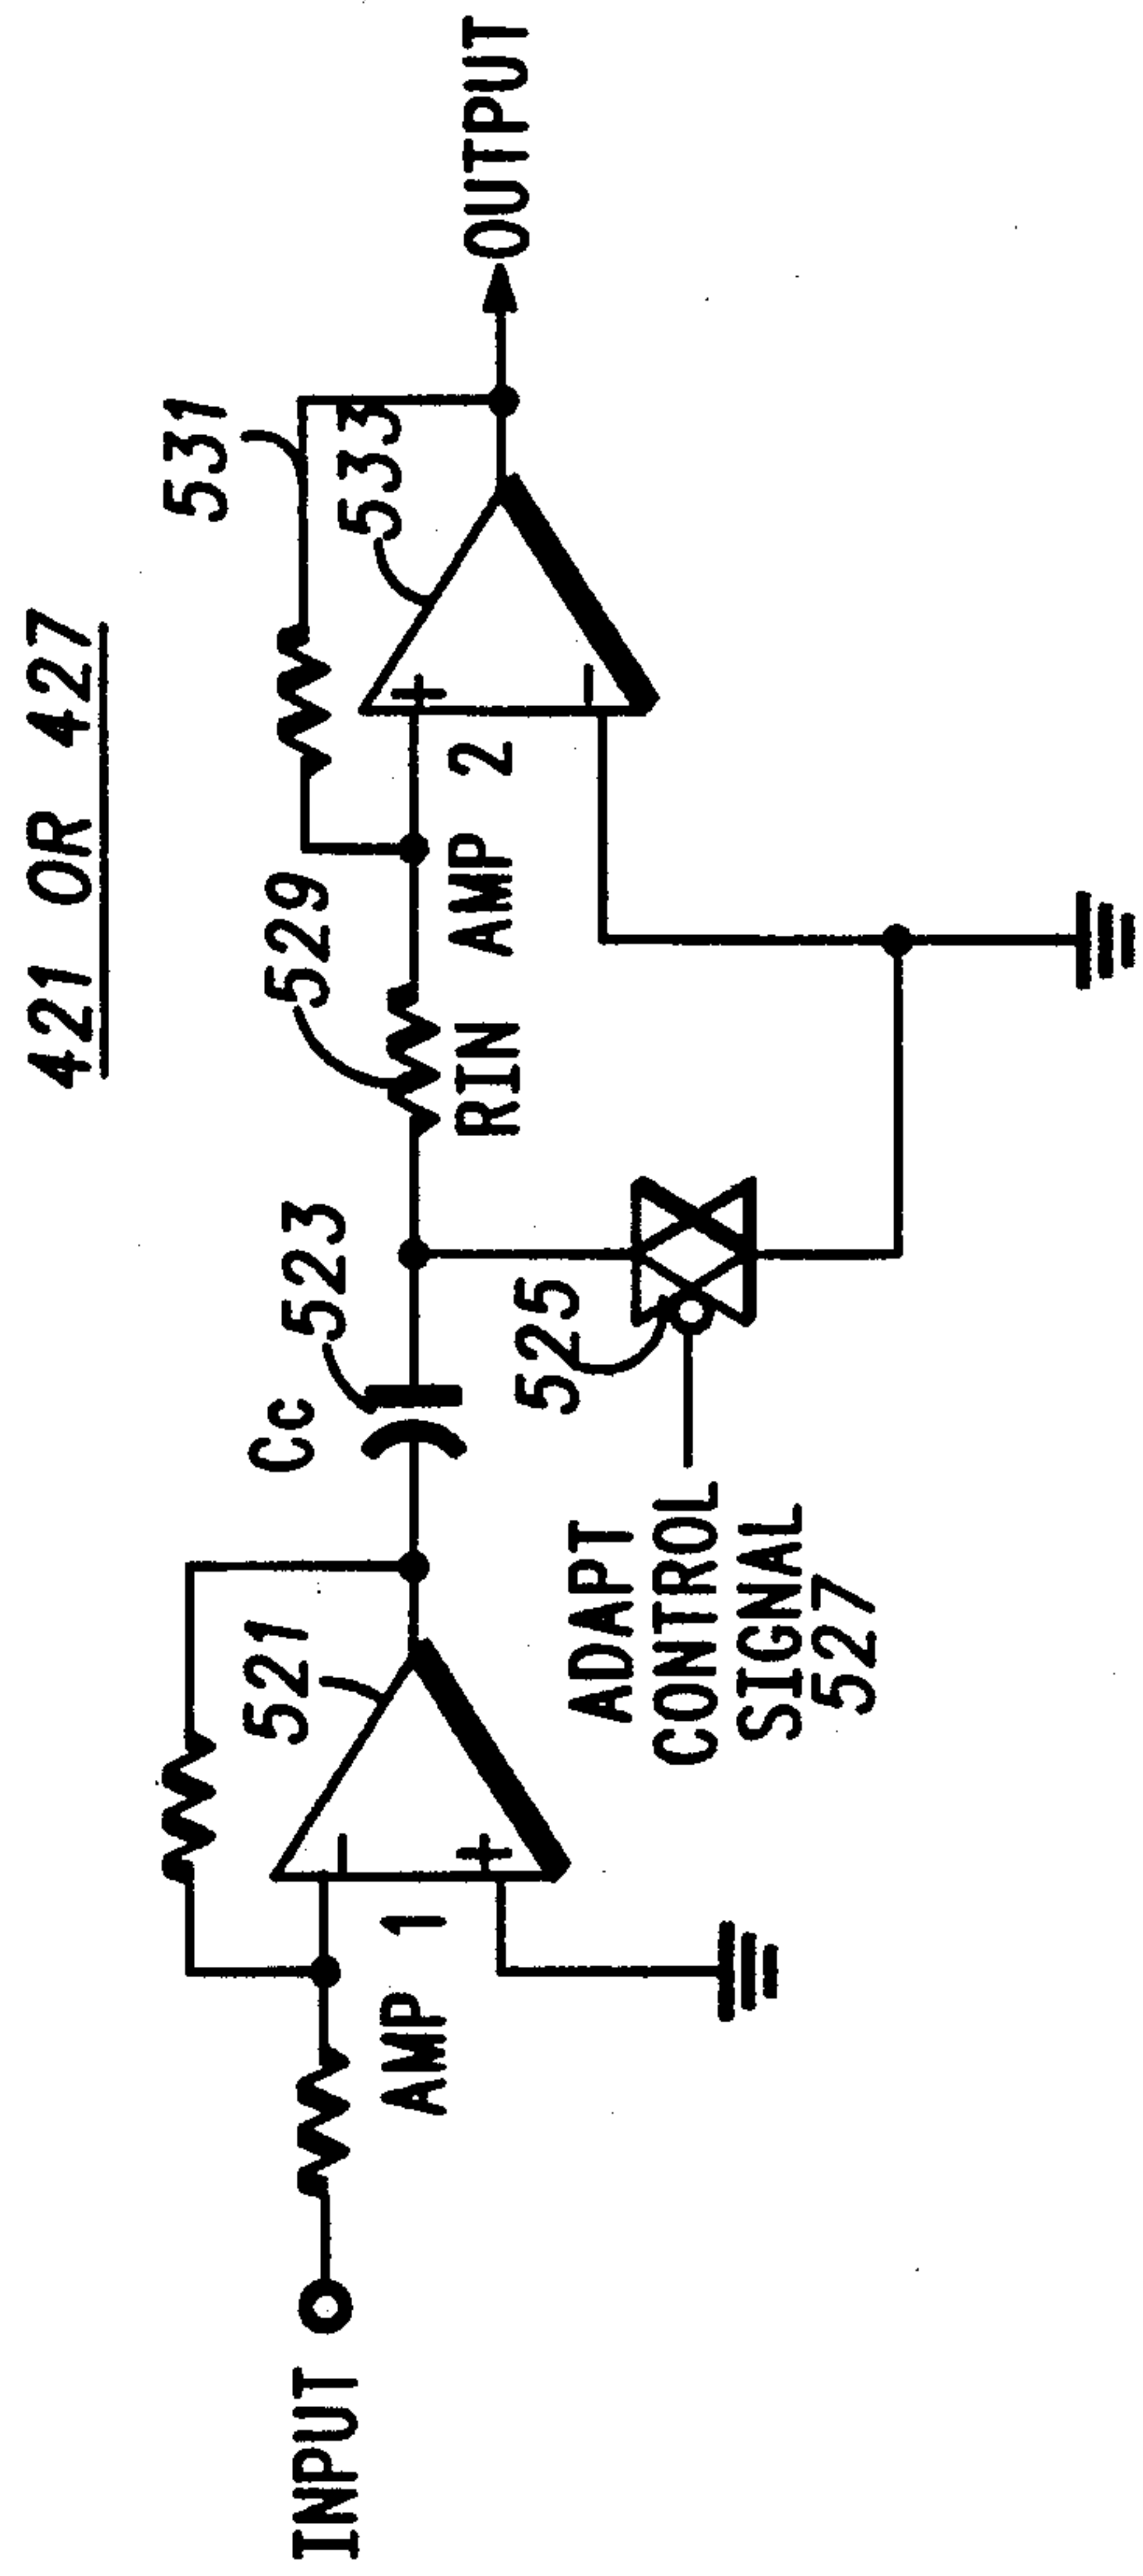 421 OR 427
531
533
OUTPUT
529
+
-
AMP 2
RIN
523
Cc
525
521
-
+
AMP 1
ADAPT
CONTROL
SIGNAL
527
INPUT